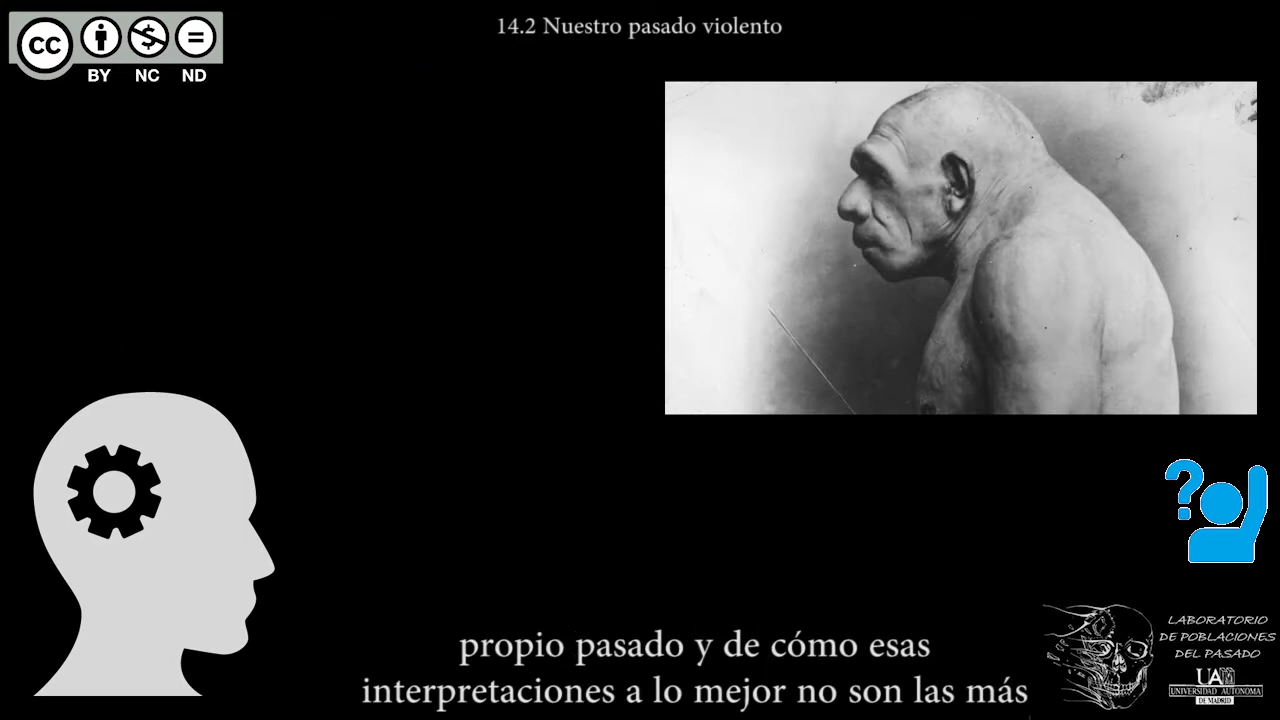 14.2 Nuestro pasado violento
CC
BY NC ND
propio pasado y de cómo esas
interpretaciones a lo mejor no son las más
LABORATORIO
DE POBLACIONES
DEL PASADO
UAM
UNIVERSIDAD AUTONOMA
DE MADRID